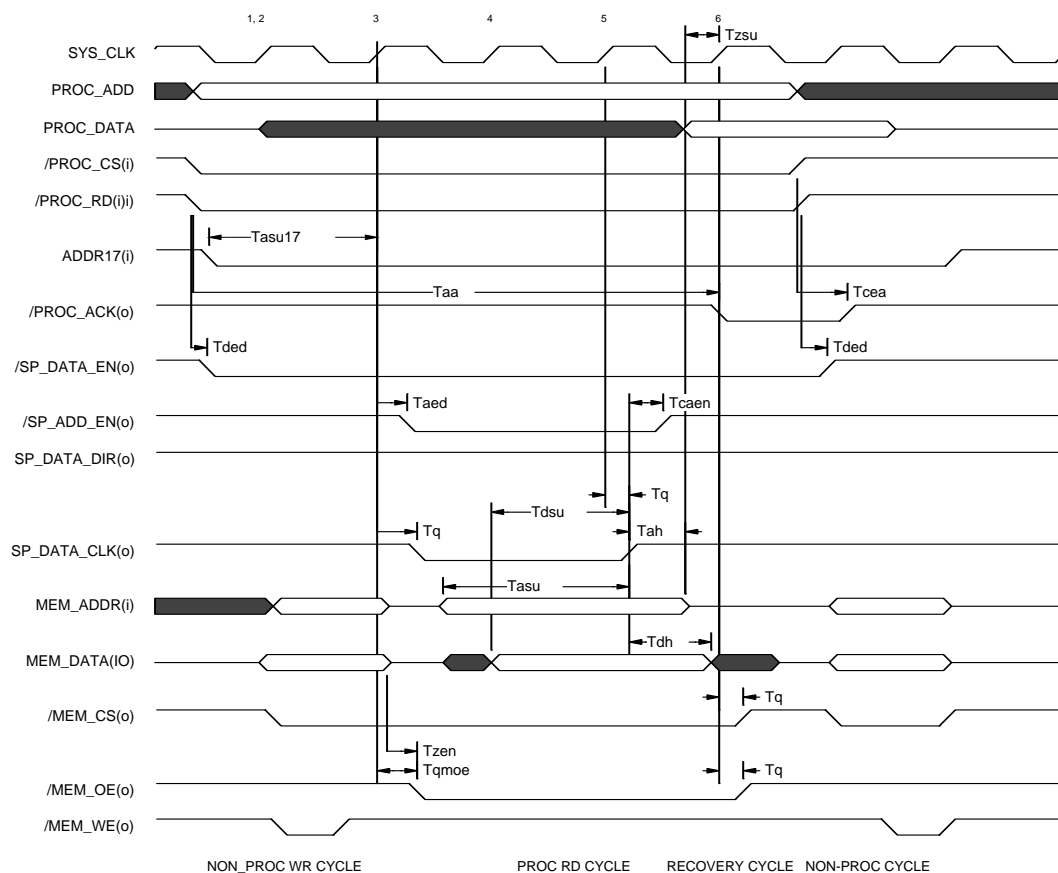 1, 2 3 4 5 6
Tzsu
SYS_CLK
PROC_ADD
PROC_DATA
/PROC_CS(i)
/PROC_RD(i)i)
Tasu17
ADDR17(i)
Taa
Tcea
/PROC_ACK(o)
Tded Tded
/SP_DATA_EN(o)
Taed Tcaen
/SP_ADD_EN(o)
SP_DATA_DIR(o)
Tq
Tdsu
Tq Tah
SP_DATA_CLK(o)
Tasu
MEM_ADDR(i)
Tdh
MEM_DATA(IO)
Tq
/MEM_CS(o)
Tzen
Tqmoe Tq
/MEM_OE(o)
/MEM_WE(o)
NON_PROC WR CYCLE PROC RD CYCLE RECOVERY CYCLE NON-PROC CYCLE